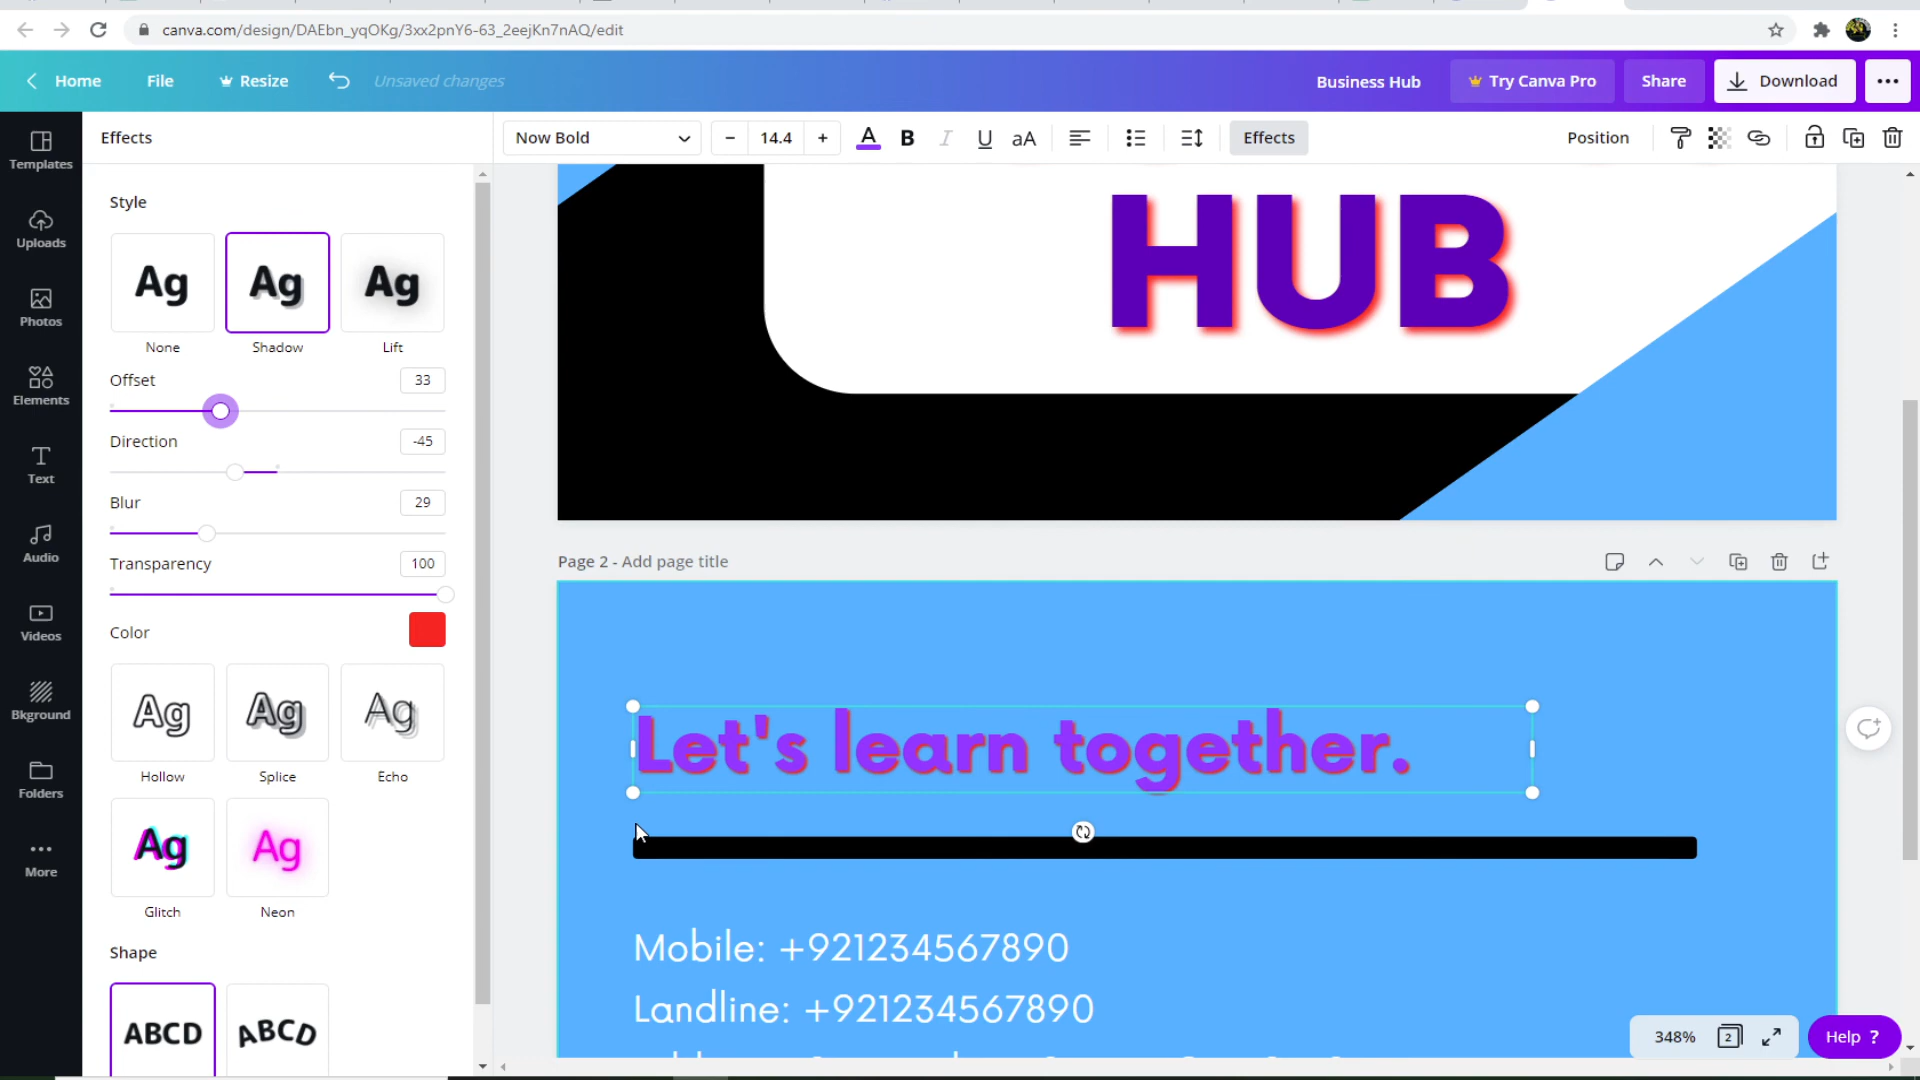 canva.com/design/DAEbn_yqOKg/3xx2pnY6-63_2eejKn7nAQ/edit
Home File Resize Unsaved changes Business Hub Try Canva Pro Share Download
Effects Now Bold - 14.4 + A B I U aA Effects Position
Templates
Uploads
Photos
Elements
Text
Audio
Videos
Bkground
Folders
More
Style
Ag Ag Ag
None Shadow Lift
Offset 33
Direction -45
Blur 29
Transparency 100
Color
Ag Ag Ag
Hollow Splice Echo
Ag Ag
Glitch Neon
Shape
ABCD ABCD
HUB
Page 2 - Add page title
Let's learn together.
Mobile: +921234567890
Landline: +921234567890
348% 2 Help ?